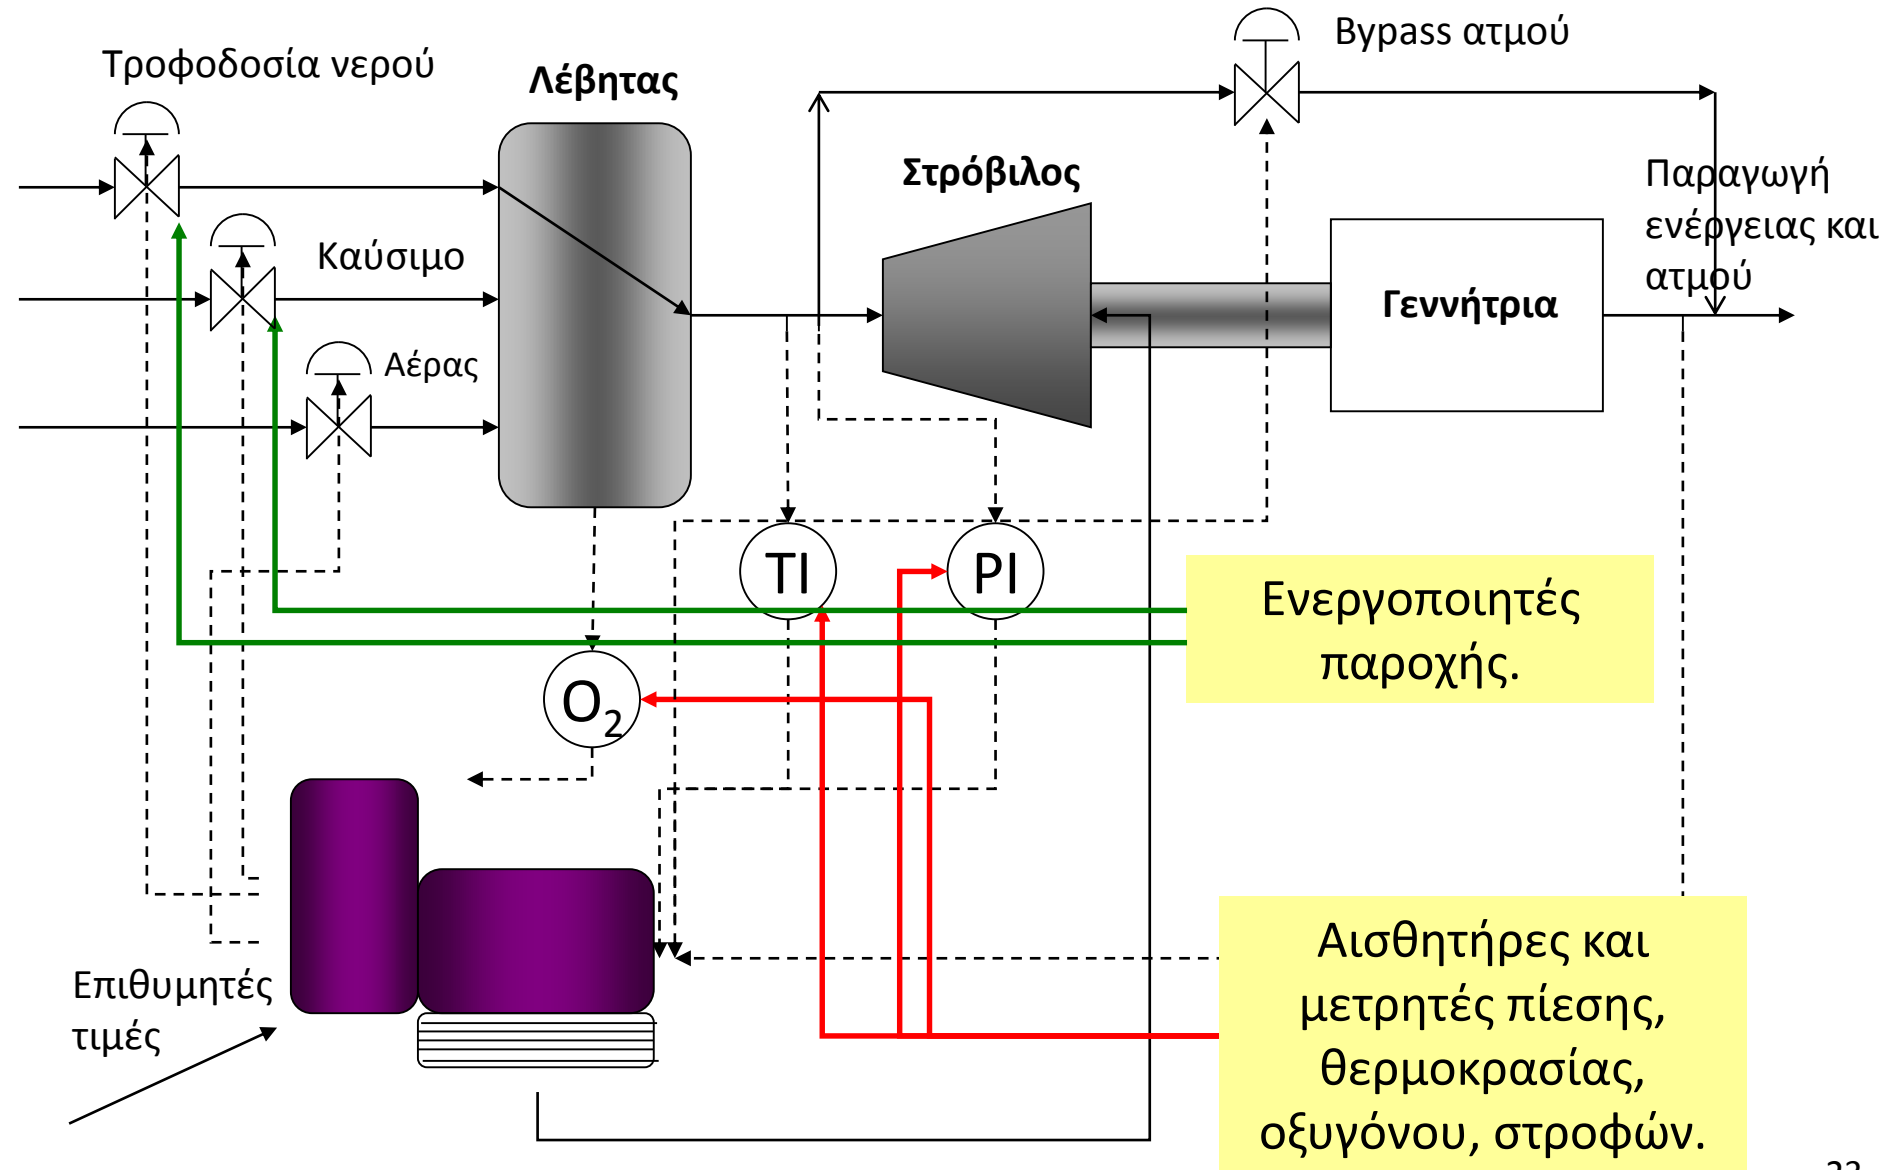 Bypass ατμού
Τροφοδοσία νερού
Λέβητας
Στρόβιλος
Παραγωγή
ενέργειας και
ατμού
Καύσιμο
Γεννήτρια
Αέρας
TI
PI
Ενεργοποιητές
παροχής.
O₂
Αισθητήρες και
μετρητές πίεσης,
θερμοκρασίας,
οξυγόνου, στροφών.
Επιθυμητές
τιμές